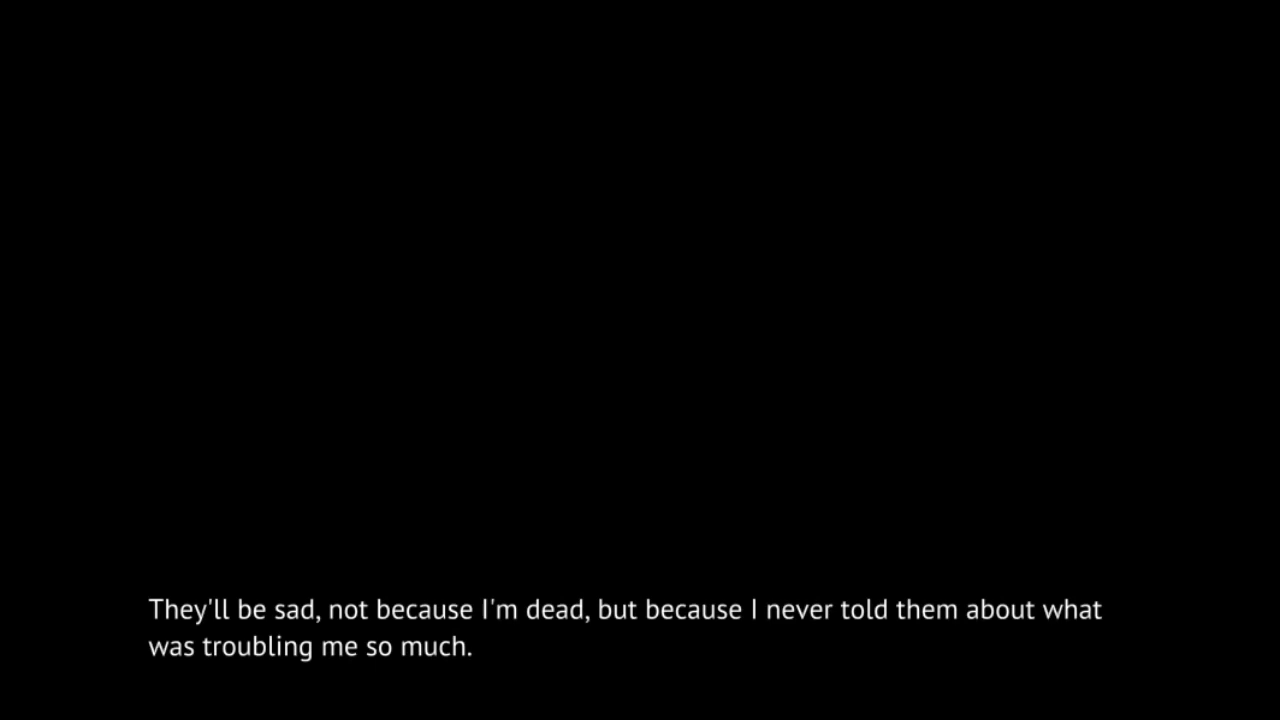 They'll be sad, not because I'm dead, but because I never told them about what
was troubling me so much.